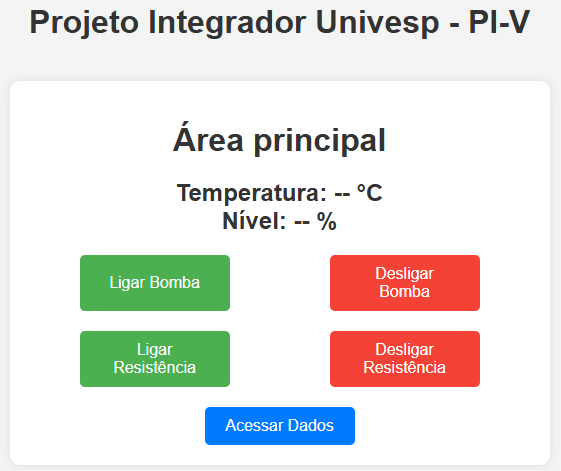 Projeto Integrador Univesp - PI-V
Área principal
Temperatura: -- °C
Nível: -- %
Ligar Bomba
Desligar
Bomba
Ligar
Resistência
Desligar
Resistência
Acessar Dados